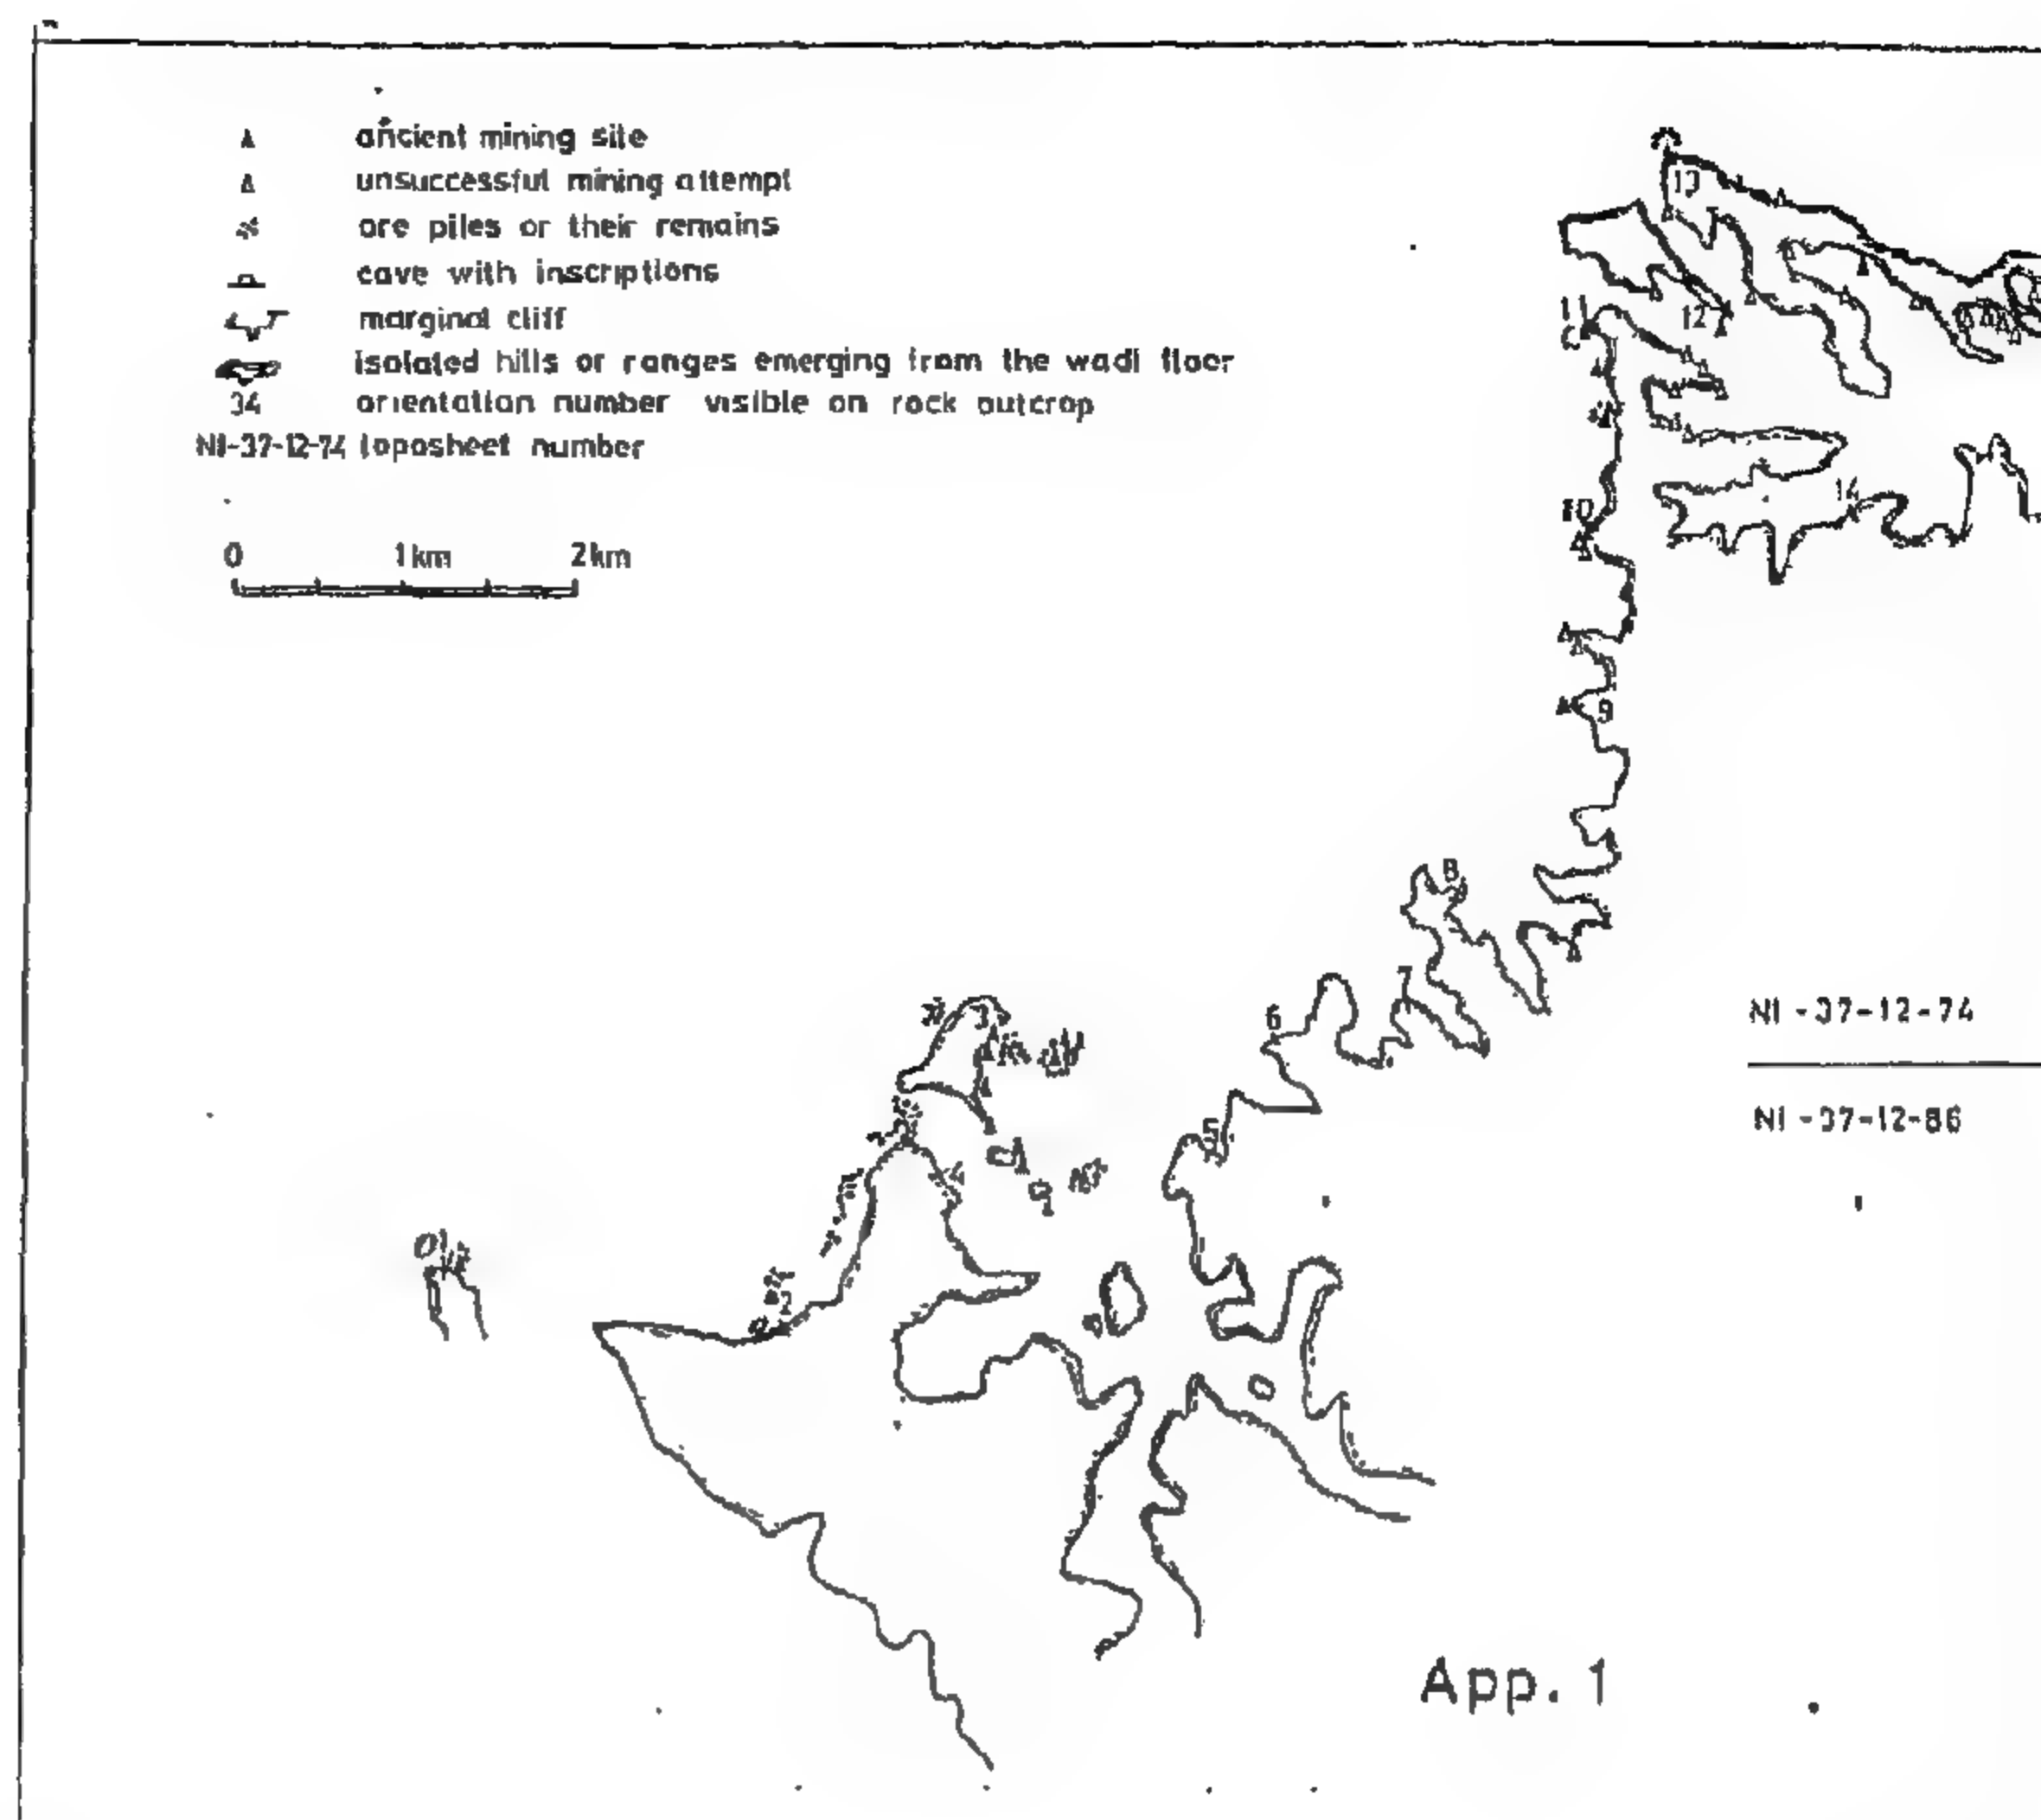 ancient mining site
unsuccessful mining attempt
ore piles or their remains
cave with inscriptions
marginal cliff
isolated hills or ranges emerging from the wadi floor
34 orientation number visible on rock outcrop
NI-37-12-74 toposheet number
0 1km 2km
13
11
12
14
10
9
8
7
6
3
5
4
NI-37-12-74
NI-37-12-86
1
2
App. 1